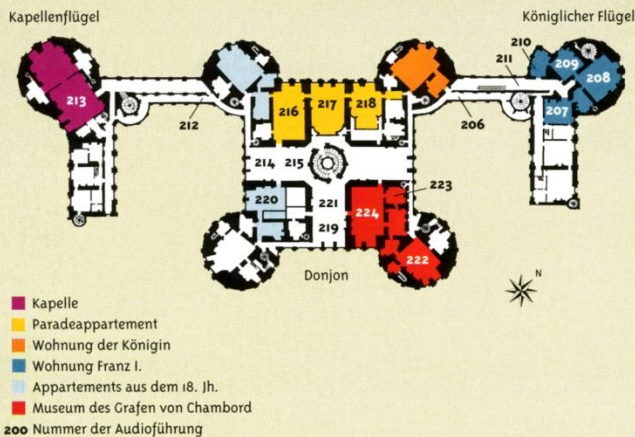 Kapellenflügel
Königlicher Flügel
210
209
211
208
213
216
217
218
207
212
206
214
215
223
220
221
224
219
222
Donjon
N
Kapelle
Paradeappartement
Wohnung der Königin
Wohnung Franz I.
Appartements aus dem 18. Jh.
Museum des Grafen von Chambord
200 Nummer der Audioführung